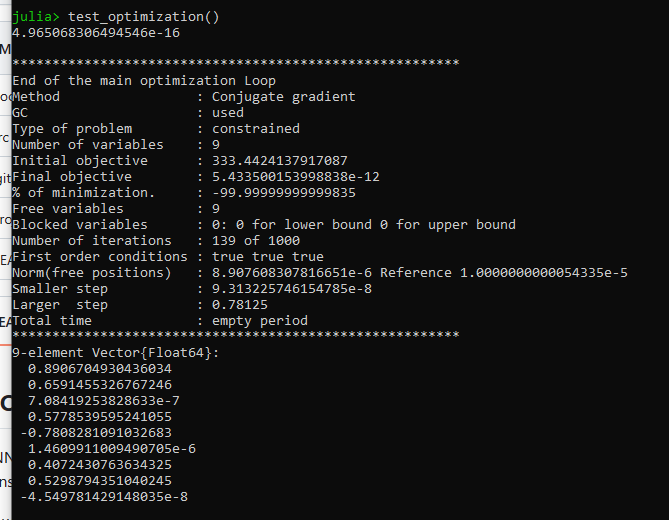 julia> test_optimization()
4.965068306494546e-16
********************************************************
End of the main optimization Loop
Method                 : Conjugate gradient
GC                     : used
Type of problem        : constrained
Number of variables    : 9
Initial objective      : 333.4424137917087
Final objective        : 5.433500153998838e-12
% of minimization.     : -99.99999999999835
Free variables         : 9
Blocked variables      : 0: 0 for lower bound 0 for upper bound
Number of iterations   : 139 of 1000
First order conditions : true true true
Norm(free positions)   : 8.907608307816651e-6 Reference 1.0000000000054335e-5
Smaller step           : 9.313225746154785e-8
Larger  step           : 0.78125
Total time             : empty period
********************************************************
9-element Vector{Float64}:
  0.8906704930436034
  0.6591455326767246
  7.08419253828633e-7
  0.5778539595241055
 -0.7808281091032683
  1.4609911009490705e-6
  0.4072430763634325
  0.5298794351040245
 -4.549781429148035e-8